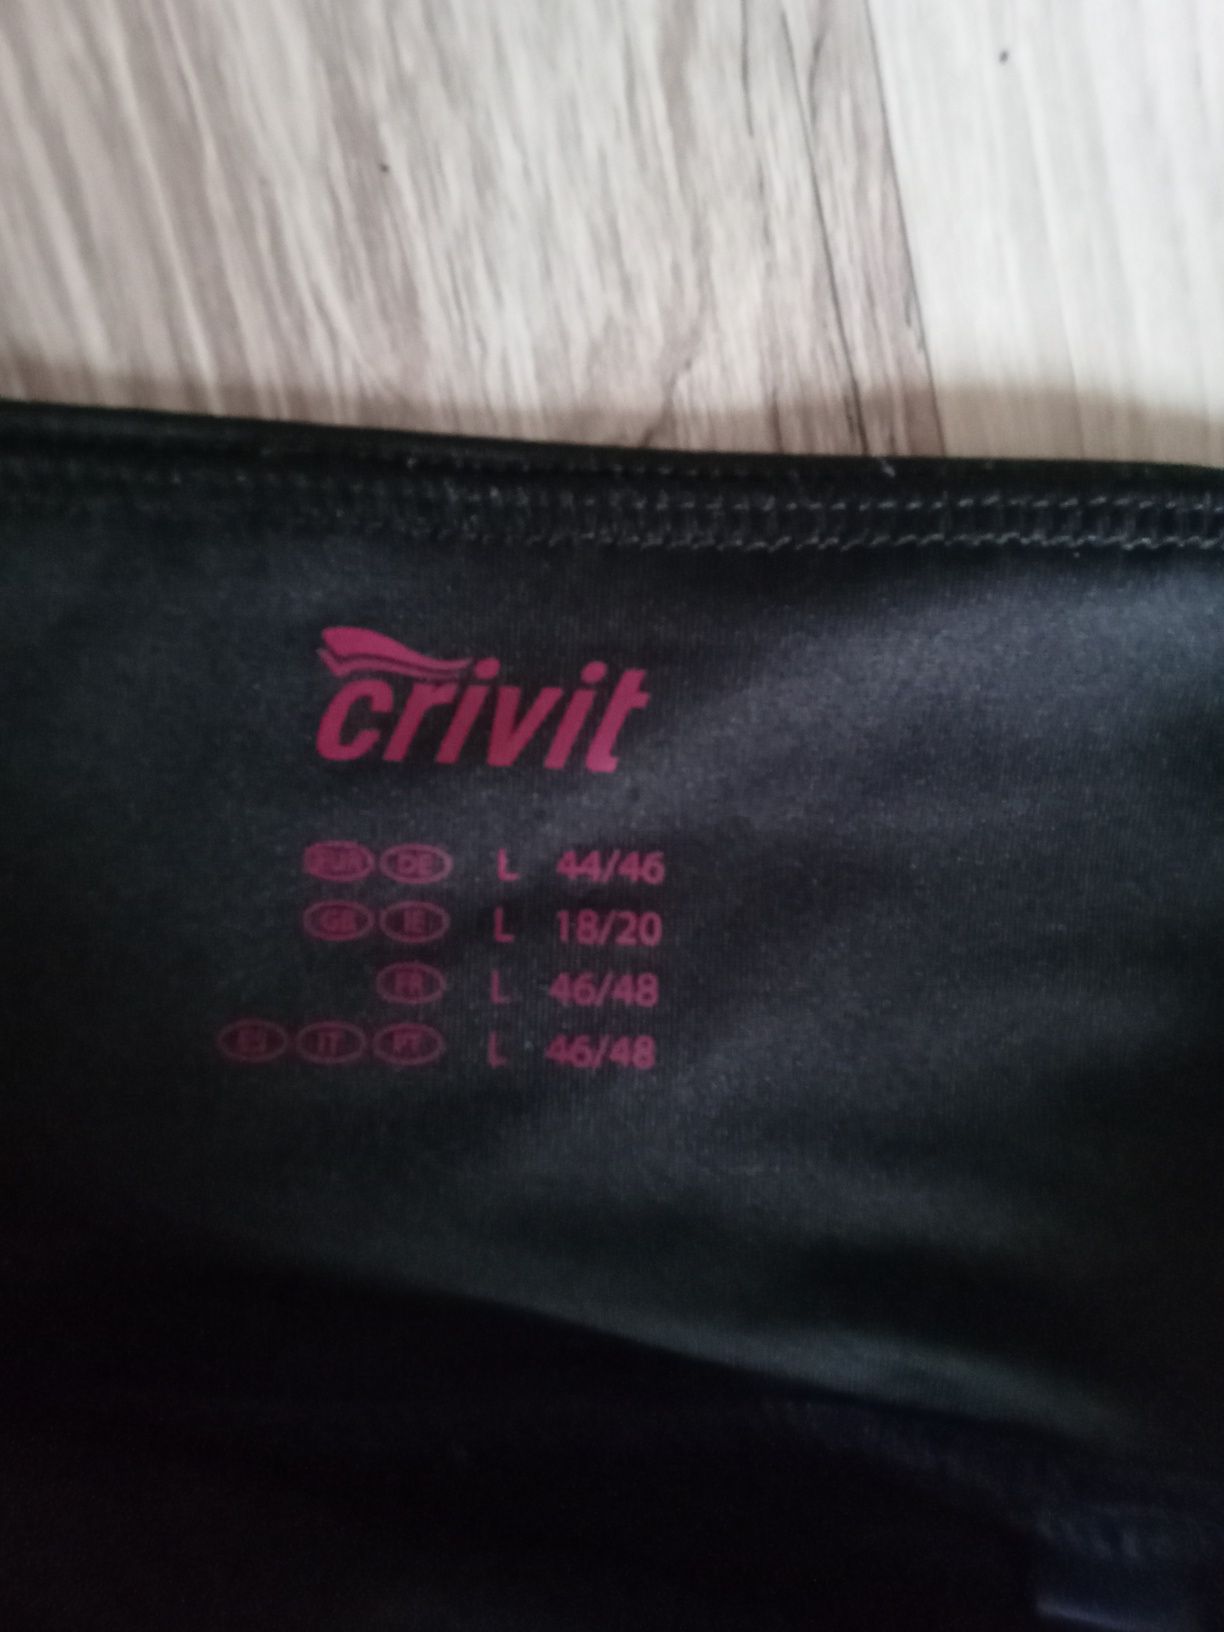 crivit
EUR DE L 44/46
GB IE L 18/20
FR L 46/48
ES IT PT L 46/48